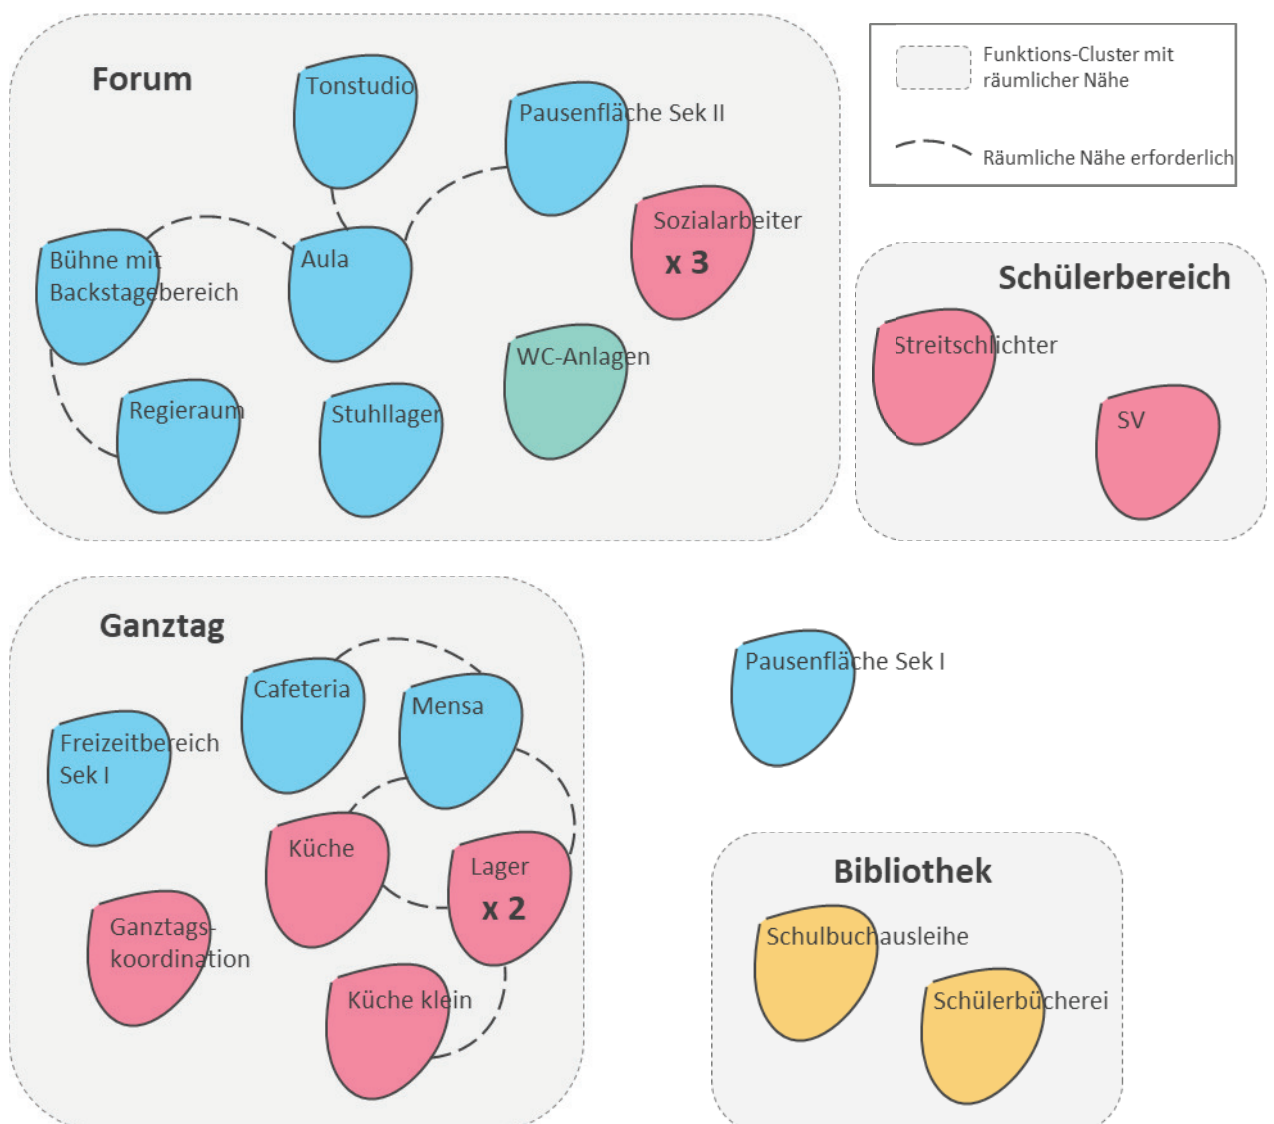 Forum
Tonstudio
Pausenfläche Sek II
Sozialarbeiter
x 3
Bühne mit
Backstagebereich
Aula
WC-Anlagen
Regieraum
Stuhllager
Funktions-Cluster mit
räumlicher Nähe
Räumliche Nähe erforderlich
Schülerbereich
Streitschlichter
SV
Ganztag
Cafeteria
Mensa
Freizeitbereich
Sek I
Küche
Lager
x 2
Ganztags-
koordination
Küche klein
Pausenfläche Sek I
Bibliothek
Schulbuchausleihe
Schülerbücherei